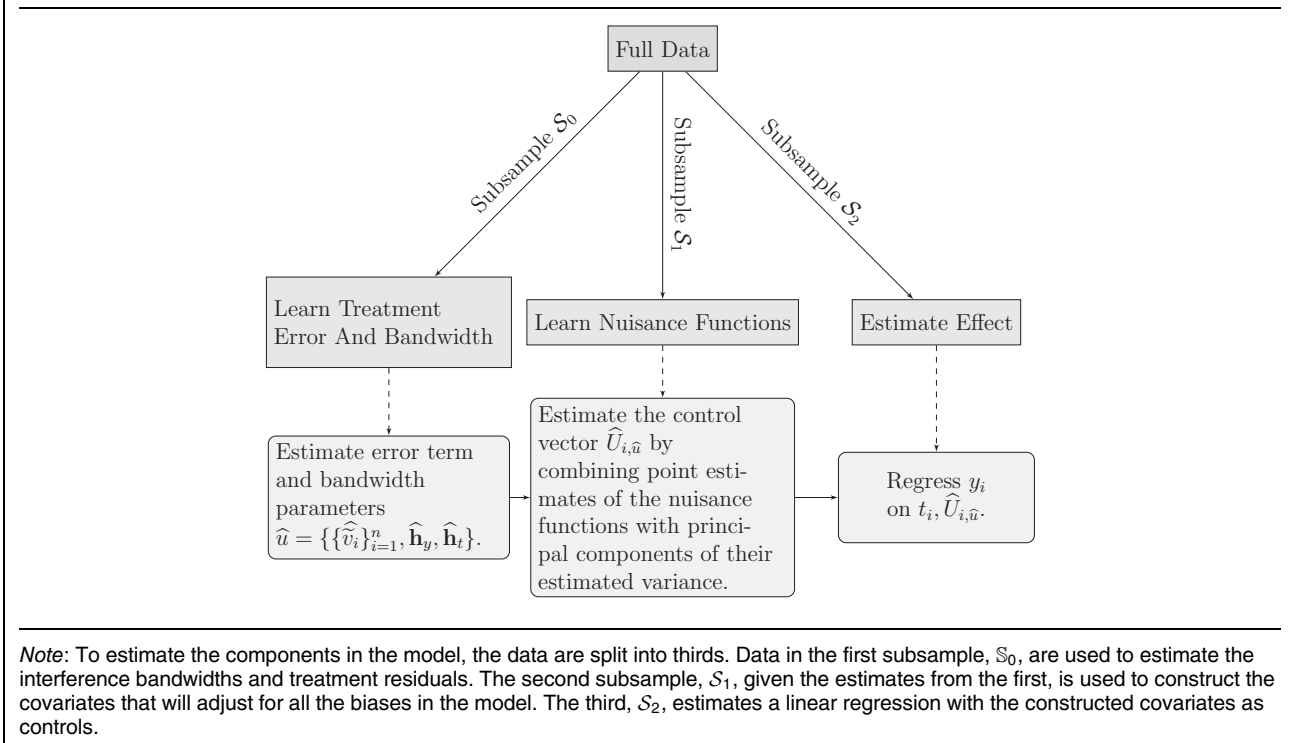 Full Data
Subsample 𝒮₀
Subsample 𝒮₁
Subsample 𝒮₂
Learn Treatment
Error And Bandwidth
Learn Nuisance Functions
Estimate Effect
Estimate error term
and bandwidth
parameters
û = {{ṽ̂ᵢ}ⁿᵢ₌₁, ĥ_y, ĥ_t}.
Estimate the control
vector Û_{i,û} by
combining point esti-
mates of the nuisance
functions with princi-
pal components of their
estimated variance.
Regress yᵢ
on tᵢ, Û_{i,û}.
Note: To estimate the components in the model, the data are split into thirds. Data in the first subsample, 𝕊₀, are used to estimate the
interference bandwidths and treatment residuals. The second subsample, 𝒮₁, given the estimates from the first, is used to construct the
covariates that will adjust for all the biases in the model. The third, 𝒮₂, estimates a linear regression with the constructed covariates as
controls.